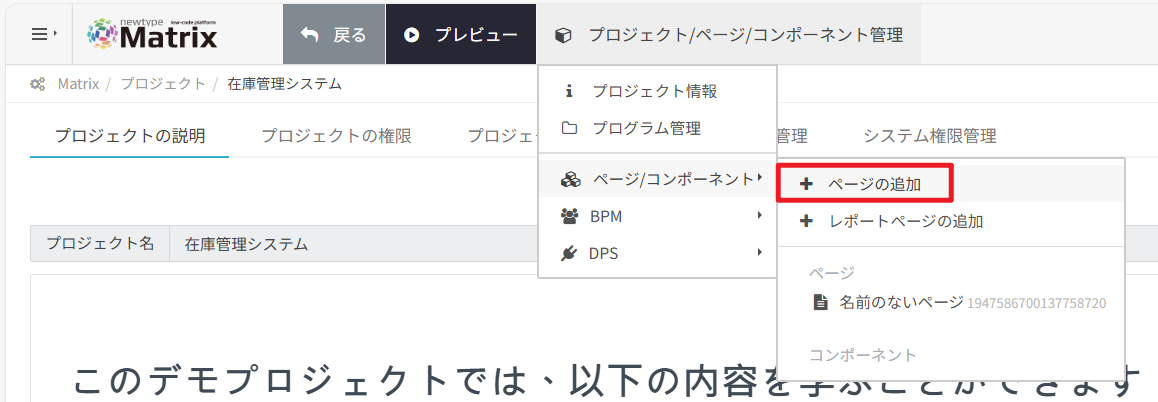 newtype low-code platform
Matrix
戻る
プレビュー
プロジェクト/ページ/コンポーネント管理
Matrix / プロジェクト / 在庫管理システム
プロジェクトの説明
プロジェクトの権限
プロジェ
管理
システム権限管理
プロジェクト情報
プログラム管理
ページ/コンポーネント
BPM
DPS
ページの追加
レポートページの追加
ページ
名前のないページ 1947586700137758720
コンポーネント
プロジェクト名
在庫管理システム
このデモプロジェクトでは、以下の内容を学ぶことができます